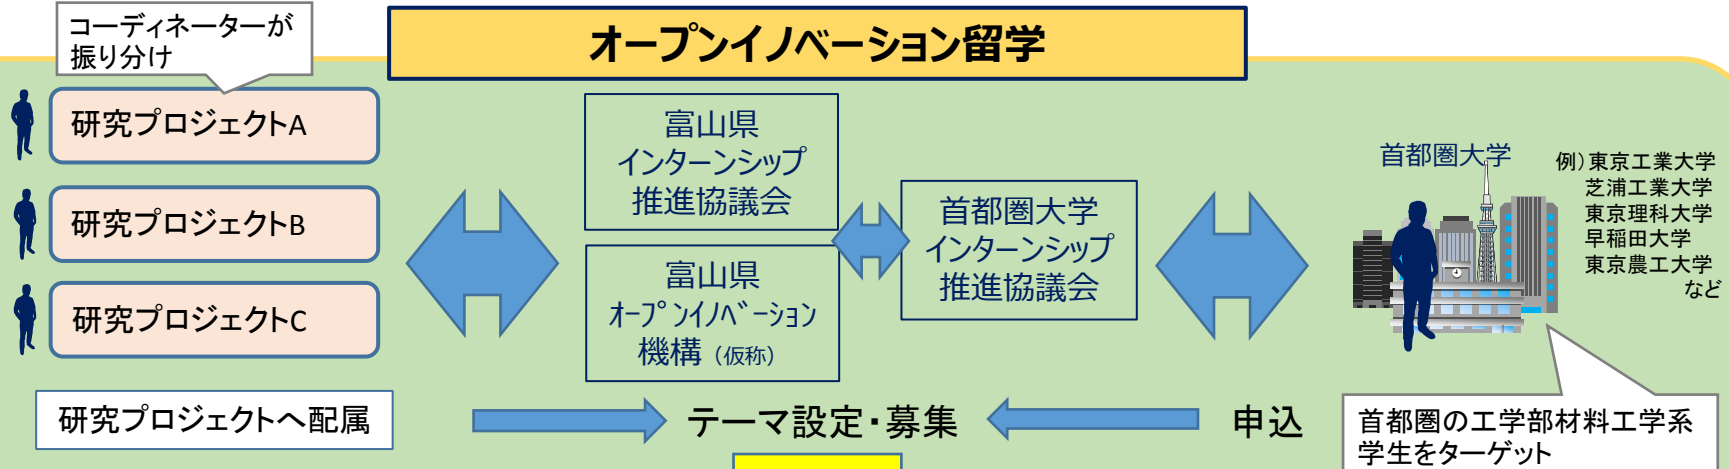 コーディネーターが
振り分け
オープンイノベーション留学
研究プロジェクトA
研究プロジェクトB
研究プロジェクトC
研究プロジェクトへ配属
富山県
インターンシップ
推進協議会
富山県
ｵｰﾌﾟﾝｲﾉﾍﾞｰｼｮﾝ
機構（仮称）
首都圏大学
インターンシップ
推進協議会
首都圏大学
例）東京工業大学
芝浦工業大学
東京理科大学
早稲田大学
東京農工大学
など
テーマ設定・募集
申込
首都圏の工学部材料工学系
学生をターゲット